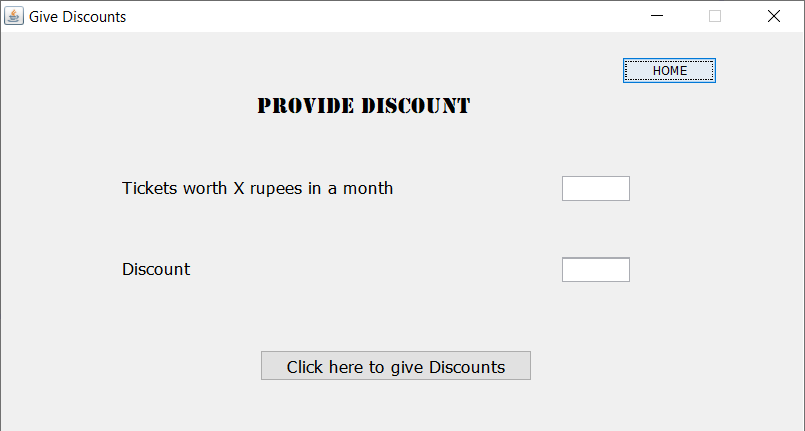 Give Discounts
HOME
PROVIDE DISCOUNT
Tickets worth X rupees in a month
Discount
Click here to give Discounts